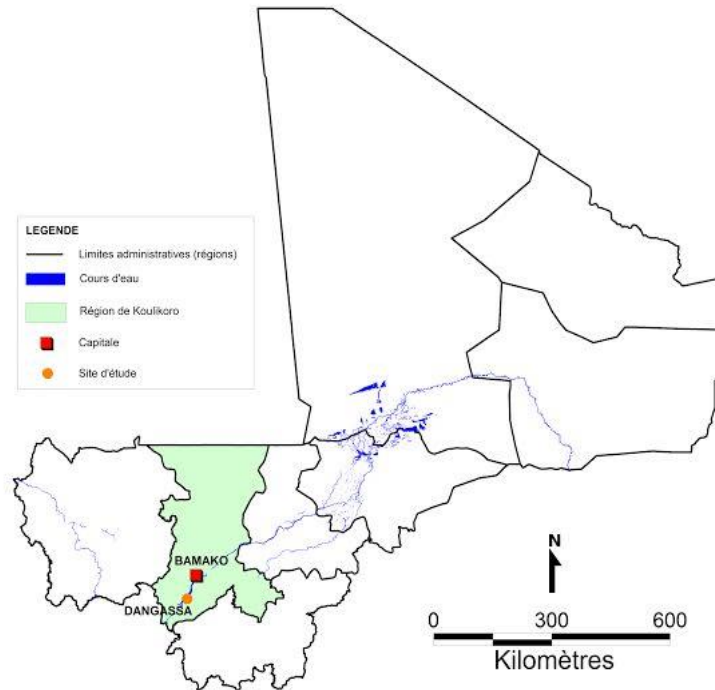 LEGENDE
Limites administratives (régions)
Cours d'eau
Région de Koulikoro
Capitale
Site d'étude
BAMAKO
DANGASSA
N
0 300 600
Kilomètres